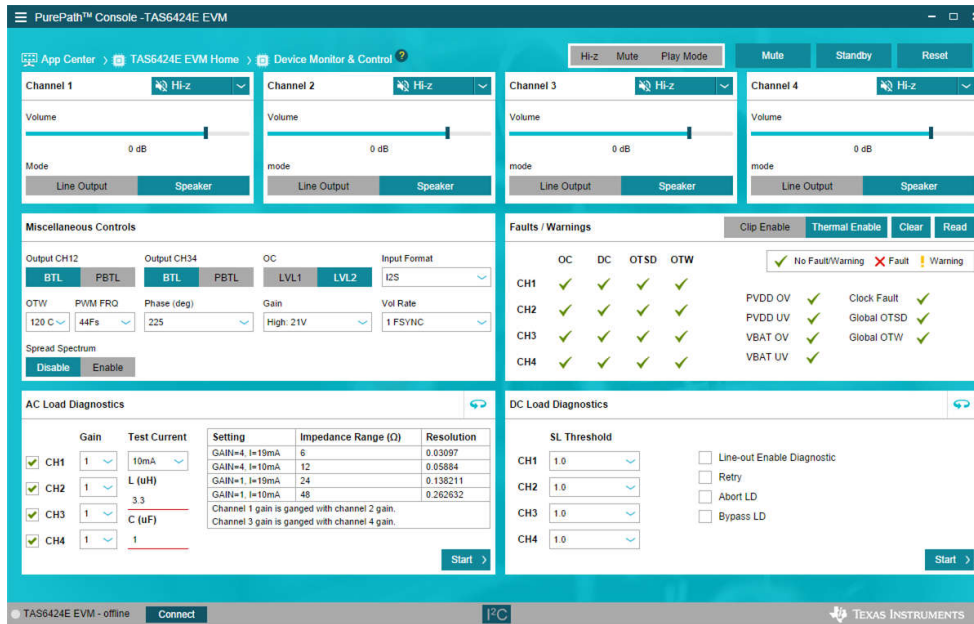 PurePath™ Console -TAS6424E EVM
App Center > TAS6424E EVM Home > Device Monitor & Control ?
Hi-z Mute Play Mode
Mute Standby Reset
Channel 1 Hi-z
Volume
0 dB
Mode
Line Output Speaker
Channel 2 Hi-z
Volume
0 dB
mode
Line Output Speaker
Channel 3 Hi-z
Volume
0 dB
mode
Line Output Speaker
Channel 4 Hi-z
Volume
0 dB
mode
Line Output Speaker
Miscellaneous Controls
Output CH12 Output CH34 OC Input Format
BTL PBTL BTL PBTL LVL1 LVL2 I2S
OTW PWM FRQ Phase (deg) Gain Vol Rate
120 C 44Fs 225 High: 21V 1 FSYNC
Spread Spectrum
Disable Enable
Faults / Warnings Clip Enable Thermal Enable Clear Read
OC DC OTSD OTW
CH1
CH2
CH3
CH4
No Fault/Warning Fault Warning
PVDD OV Clock Fault
PVDD UV Global OTSD
VBAT OV Global OTW
VBAT UV
AC Load Diagnostics
Gain Test Current
CH1 1 10mA
CH2 1 L (uH)
3.3
CH3 1 C (uF)
CH4 1 1
Setting Impedance Range (Ω) Resolution
GAIN=4, I=19mA 6 0.03097
GAIN=4, I=10mA 12 0.05884
GAIN=1, I=19mA 24 0.138211
GAIN=1, I=10mA 48 0.262632
Channel 1 gain is ganged with channel 2 gain.
Channel 3 gain is ganged with channel 4 gain.
Start >
DC Load Diagnostics
SL Threshold
CH1 1.0
CH2 1.0
CH3 1.0
CH4 1.0
Line-out Enable Diagnostic
Retry
Abort LD
Bypass LD
Start >
TAS6424E EVM - offline Connect I²C TEXAS INSTRUMENTS